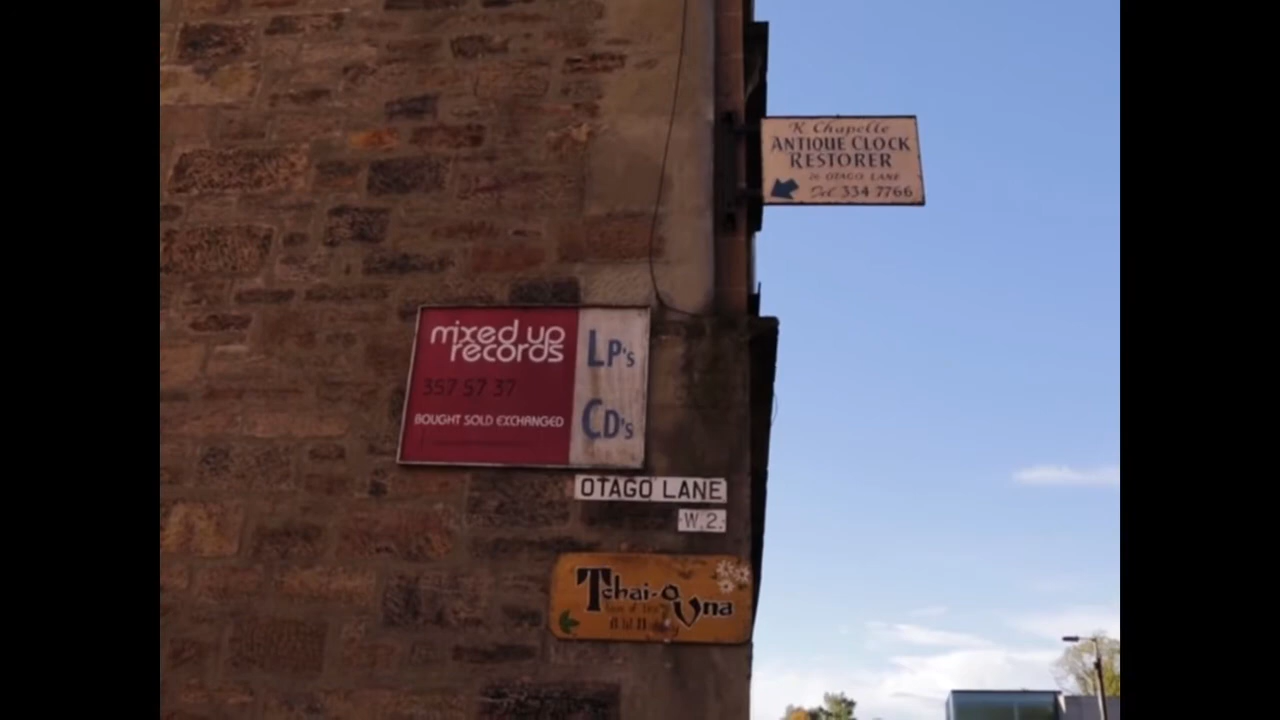 K Chapelle
ANTIQUE CLOCK
RESTORER
26 OTAGO LANE
Tel. 334 7766
mixed up
records
357 57 37
BOUGHT SOLD EXCHANGED
LP's
CD's
OTAGO LANE
W.2.
Tchai-Ovna